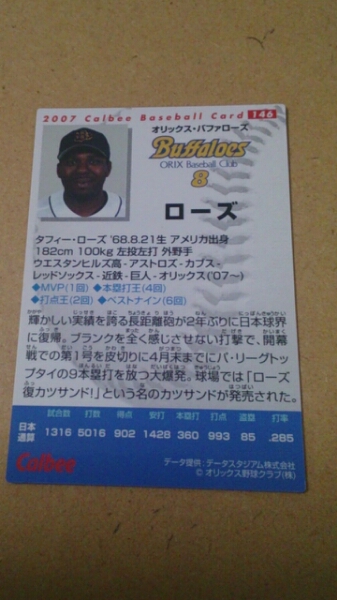 2007 Calbee Baseball Card 146
オリックス・バファローズ
Buffaloes
ORIX Baseball Club
8
ローズ
タフィー・ローズ '68.8.21生 アメリカ出身
182cm 100kg 左投左打 外野手
ウエスタンヒルズ高-アストロズ-カブス-
レッドソックス-近鉄-巨人-オリックス('07~)
◆MVP(1回) ◆本塁打王(4回)
◆打点王(2回) ◆ベストナイン(6回)
輝かしい実績を誇る長距離砲が2年ぶりに日本球界
に復帰。ブランクを全く感じさせない打撃で、開幕
戦での第1号を皮切りに4月末までにパ・リーグトッ
プタイの9本塁打を放つ大爆発。球場では「ローズ
復カツサンド!」という名のカツサンドが発売された。
試合数 打数 得点 安打 本塁打 打点 盗塁 打率
日本通算 1316 5016 902 1428 360 993 85 .285
Calbee
データ提供:データスタジアム株式会社
© オリックス野球クラブ(株)